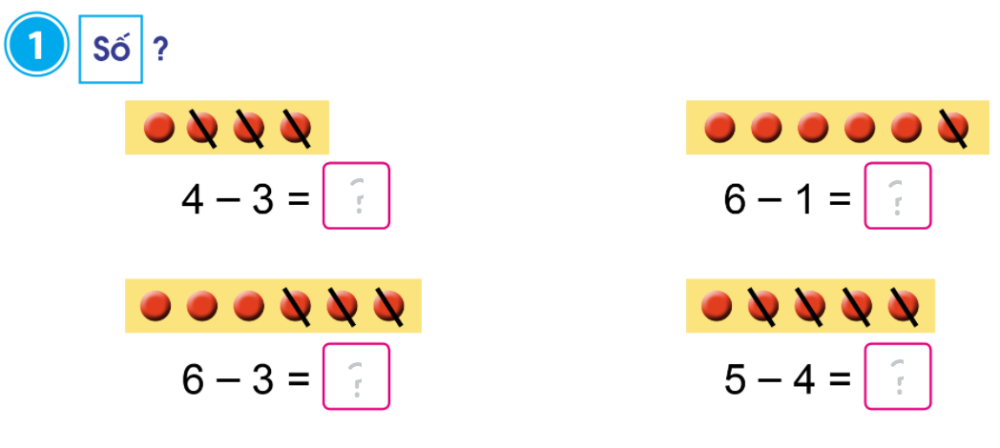 1 Số ?
4 – 3 = ?
6 – 1 = ?
6 – 3 = ?
5 – 4 = ?